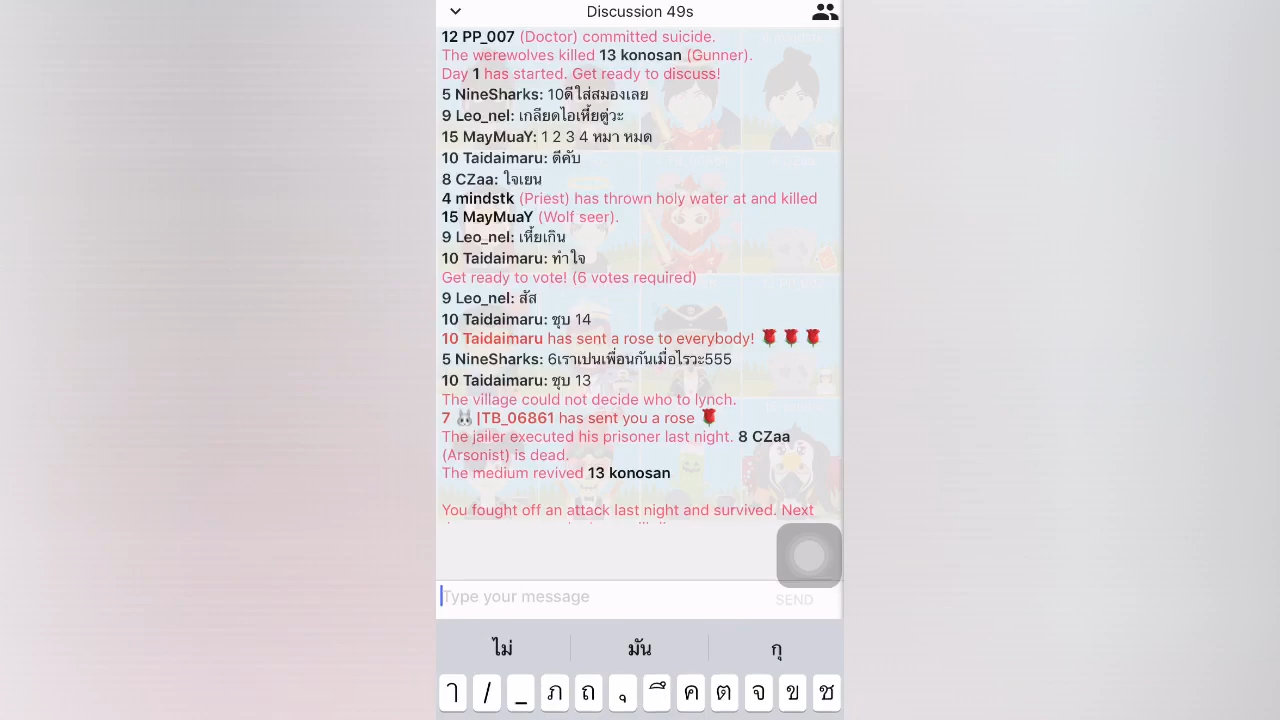 Discussion 49s
12 PP_007 (Doctor) committed suicide.
The werewolves killed 13 konosan (Gunner).
Day 1 has started. Get ready to discuss!
5 NineSharks: 10ดีใส่สมองเลย
9 Leo_nel: เกลียดไอเหี้ยตู่วะ
15 MayMuaY: 1 2 3 4 หมา หมด
10 Taidaimaru: ดีคับ
8 CZaa: ใจเยน
4 mindstk (Priest) has thrown holy water at and killed
15 MayMuaY (Wolf seer).
9 Leo_nel: เหี้ยเกิน
10 Taidaimaru: ทำใจ
Get ready to vote! (6 votes required)
9 Leo_nel: สัส
10 Taidaimaru: ชุบ 14
10 Taidaimaru has sent a rose to everybody! 🌹 🌹 🌹
5 NineSharks: 6เราเปนเพื่อนกันเมื่อไรวะ555
10 Taidaimaru: ชุบ 13
The village could not decide who to lynch.
7 🐰|TB_06861 has sent you a rose 🌹
The jailer executed his prisoner last night. 8 CZaa
(Arsonist) is dead.
The medium revived 13 konosan
You fought off an attack last night and survived. Next
Type your message
SEND
ไม่ มัน กุ
ๅ / _ ภ ถ ุ ึ ค ต จ ข ช